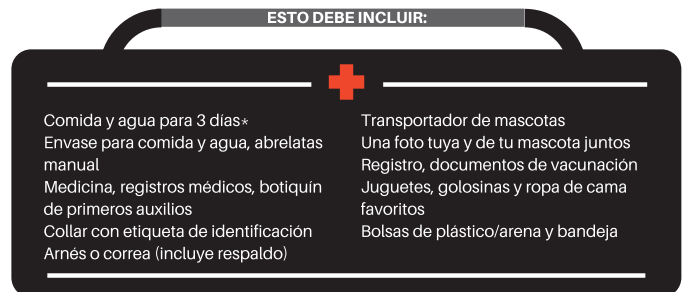 ESTO DEBE INCLUIR:
Comida y agua para 3 días*
Envase para comida y agua, abrelatas
manual
Medicina, registros médicos, botiquín
de primeros auxilios
Collar con etiqueta de identificación
Arnés o correa (incluye respaldo)
Transportador de mascotas
Una foto tuya y de tu mascota juntos
Registro, documentos de vacunación
Juguetes, golosinas y ropa de cama
favoritos
Bolsas de plástico/arena y bandeja